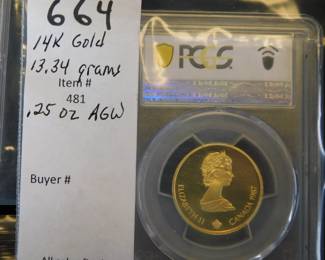 664
14K Gold
13.34 grams
Item #
481
.25 oz AGW
Buyer #
PCGS
ELIZABETH II
CANADA 1987